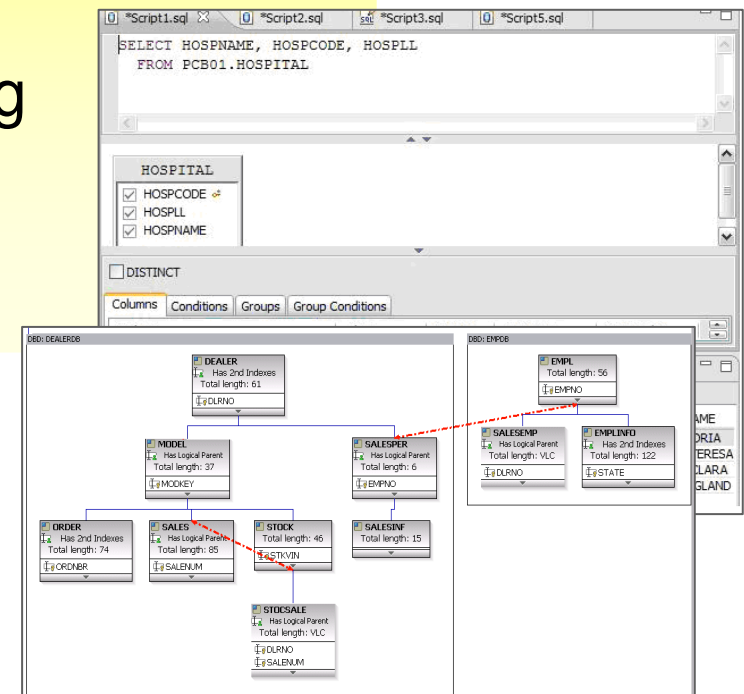 g
*Script1.sql
*Script2.sql
*Script3.sql
*Script5.sql
SELECT HOSPNAME, HOSPCODE, HOSPLL
FROM PCB01.HOSPITAL
HOSPITAL
HOSPCODE
HOSPLL
HOSPNAME
DISTINCT
Columns Conditions Groups Group Conditions
DBD: DEALERDB
DEALER
Has 2nd Indexes
Total length: 61
DLRNO
MODEL
Has Logical Parent
Total length: 37
MODKEY
SALESPER
Has Logical Parent
Total length: 6
EMPNO
ORDER
Has 2nd Indexes
Total length: 74
ORDNBR
SALES
Has Logical Parent
Total length: 85
SALENUM
STOCK
Total length: 46
STKVIN
SALESINF
Total length: 15
STOCSALE
Has Logical Parent
Total length: VLC
DLRNO
SALENUM
DBD: EMPDB
EMPL
Total length: 56
EMPNO
SALESEMP
Has Logical Parent
Total length: VLC
DLRNO
EMPLINFO
Has 2nd Indexes
Total length: 122
STATE
AME
ORIA
TERESA
CLARA
GLAND